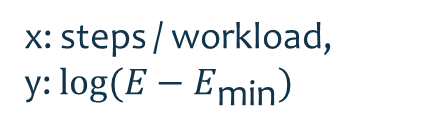 x: steps / workload,
y: log(E − E_min)